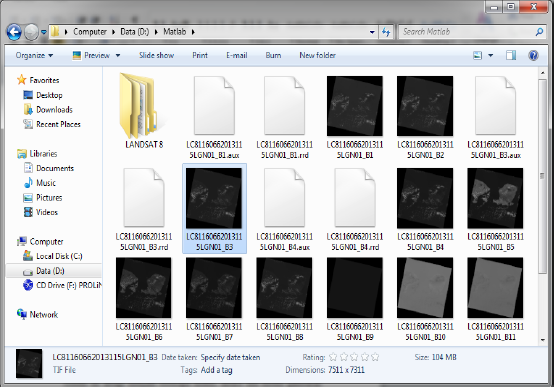 Computer ▸ Data (D:) ▸ Matlab ▸
Search Matlab
Organize
Preview
Slide show
Print
E-mail
Burn
New folder
Favorites
Desktop
Downloads
Recent Places
Libraries
Documents
Music
Pictures
Videos
Computer
Local Disk (C:)
Data (D:)
CD Drive (F:) PROLiN
Network
LANDSAT 8
LC8116066201311
5LGN01_B1.aux
LC8116066201311
5LGN01_B1.rrd
LC8116066201311
5LGN01_B1
LC8116066201311
5LGN01_B2
LC8116066201311
5LGN01_B3.aux
LC8116066201311
5LGN01_B3.rrd
LC8116066201311
5LGN01_B3
LC8116066201311
5LGN01_B4.aux
LC8116066201311
5LGN01_B4.rrd
LC8116066201311
5LGN01_B4
LC8116066201311
5LGN01_B5
LC8116066201311
5LGN01_B6
LC8116066201311
5LGN01_B7
LC8116066201311
5LGN01_B8
LC8116066201311
5LGN01_B9
LC8116066201311
5LGN01_B10
LC8116066201311
5LGN01_B11
LC81160662013115LGN01_B3 Date taken: Specify date taken Rating: Size: 104 MB
TIF File Tags: Add a tag Dimensions: 7511 x 7311